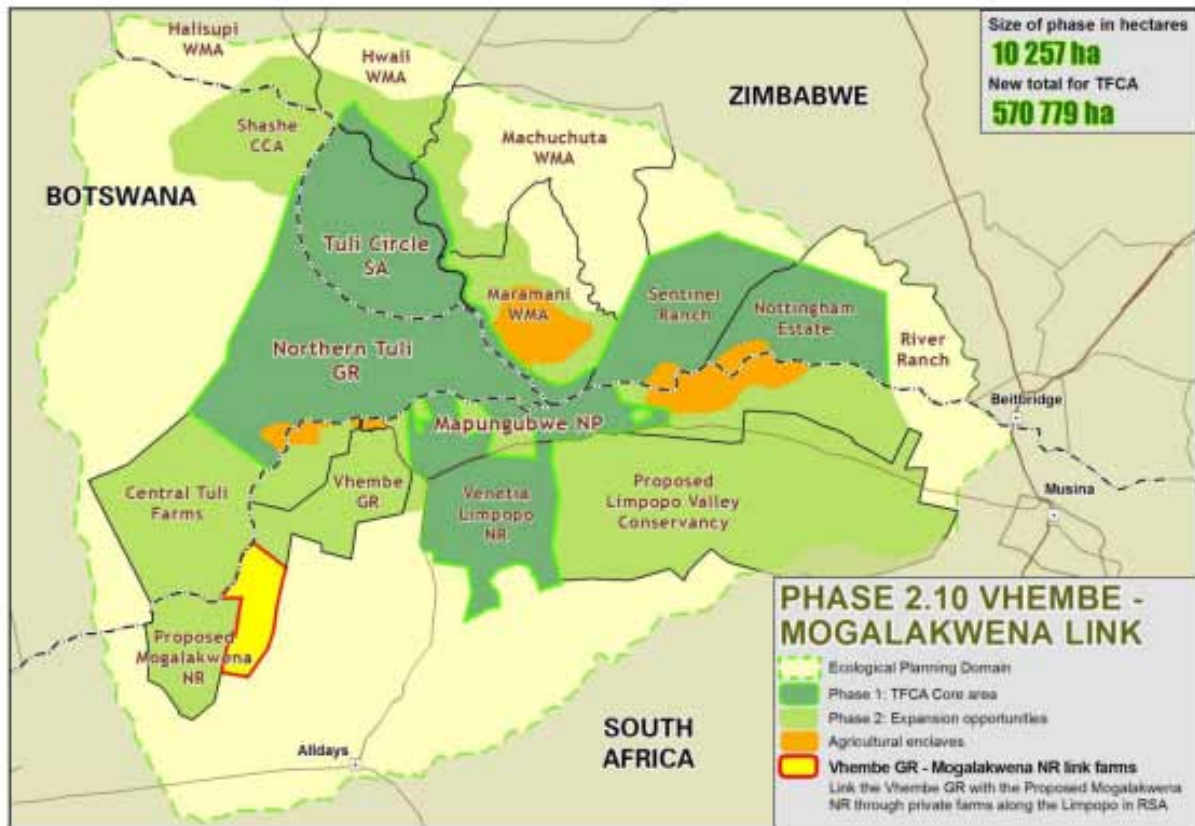 Halisupi
WMA
Hwali
WMA
Size of phase in hectares
10 257 ha
New total for TFCA
570 779 ha
ZIMBABWE
Shashe
CCA
Machuchuta
WMA
BOTSWANA
Tuli Circle
SA
Maramani
WMA
Sentinel
Ranch
Nottingham
Estate
River
Ranch
Northern Tuli
GR
Beitbridge
Mapungubwe NP
Central Tuli
Farms
Vhembe
GR
Venetia
Limpopo
NR
Proposed
Limpopo Valley
Conservancy
Musina
Proposed
Mogalakwena
NR
Alldays
SOUTH
AFRICA
PHASE 2.10 VHEMBE -
MOGALAKWENA LINK
Ecological Planning Domain
Phase 1: TFCA Core area
Phase 2: Expansion opportunities
Agricultural enclaves
Vhembe GR - Mogalakwena NR link farms
Link the Vhembe GR with the Proposed Mogalakwena
NR through private farms along the Limpopo in RSA